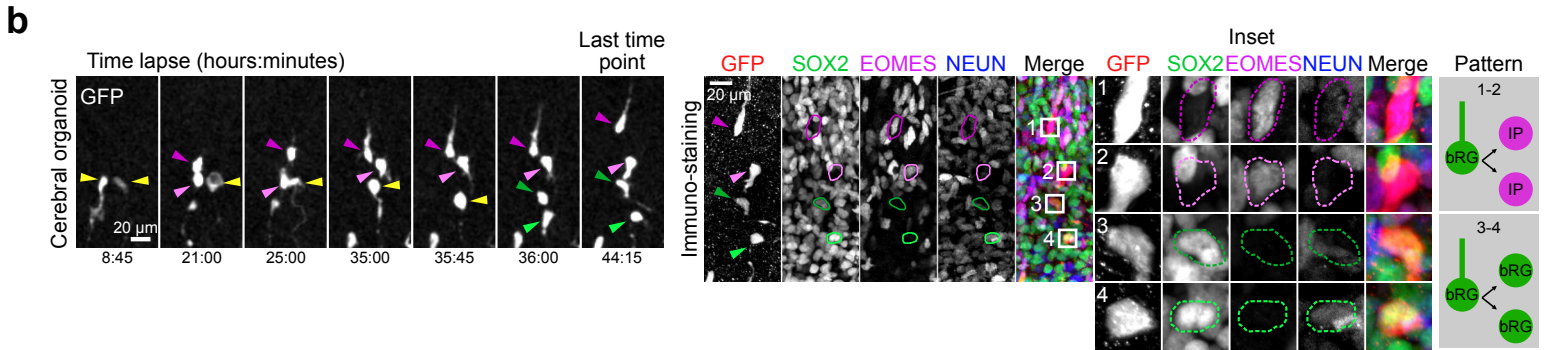 b
Time lapse (hours:minutes)
Last time
point
Cerebral organoid
GFP
20 µm
8:45
21:00
25:00
35:00
35:45
36:00
44:15
Immuno-staining
GFP
SOX2
EOMES
NEUN
Merge
20 µm
1
2
3
4
Inset
GFP
SOX2
EOMES
NEUN
Merge
Pattern
1
2
3
4
1-2
bRG
IP
IP
3-4
bRG
bRG
bRG